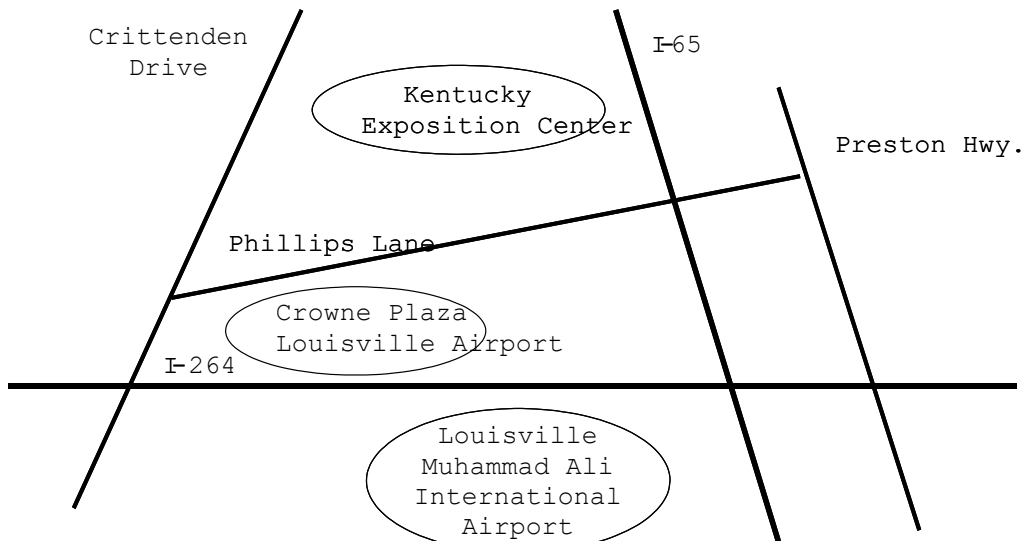 Crittenden
Drive
I-65
Kentucky
Exposition Center
Preston Hwy.
Phillips Lane
Crowne Plaza
Louisville Airport
I-264
Louisville
Muhammad Ali
International
Airport